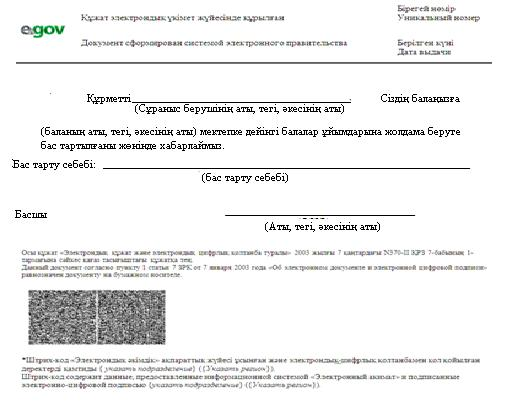 Бірегей нөмір
Құжат электрондық үкімет жүйесінде құрылған Уникальный номер
egov
Документ сформирован системой электронного правительства Берілген күні
Дата выдачи
Құрметті______________________________. Сіздің балаңызға
(Сұраныс берушінің аты, тегі, әкесінің аты)
(баланың аты, тегі, әкесінің аты) мектепке дейінгі балалар ұйымдарына жолдама беруге
бас тартылғаны жөнінде хабарлаймыз.
Бас тарту себебі: ______________________________
(бас тарту себебі)
Басшы ______________________________
(Аты, тегі, әкесінің аты)
Осы құжат «Электрондық құжат және электрондық цифрлық қолтаңба туралы» 2003 жылғы 7 қаңтардағы N370-II ҚРЗ 7-бабының 1-
тармағына сәйкес қағаз тасығыштағы құжатқа тең.
Данный документ согласно пункту 1 статьи 7 ЗРК от 7 января 2003 года «Об электронном документе и электронной цифровой подписи»
равнозначен документу на бумажном носителе.
*Штрих-код «Электрондық әкімдік» ақпараттық жүйесі ұсынған және электрондық-цифрлық қолтаңбамен қол қойылған
деректерді қамтиды ( указать подразделение) ((Указать регион)).
Штрих-код содержит данные, предоставленные информационной системой «Электронный акимат» и подписанные
электронно-цифровой подписью (указать подразделение) ((Указать регион)).